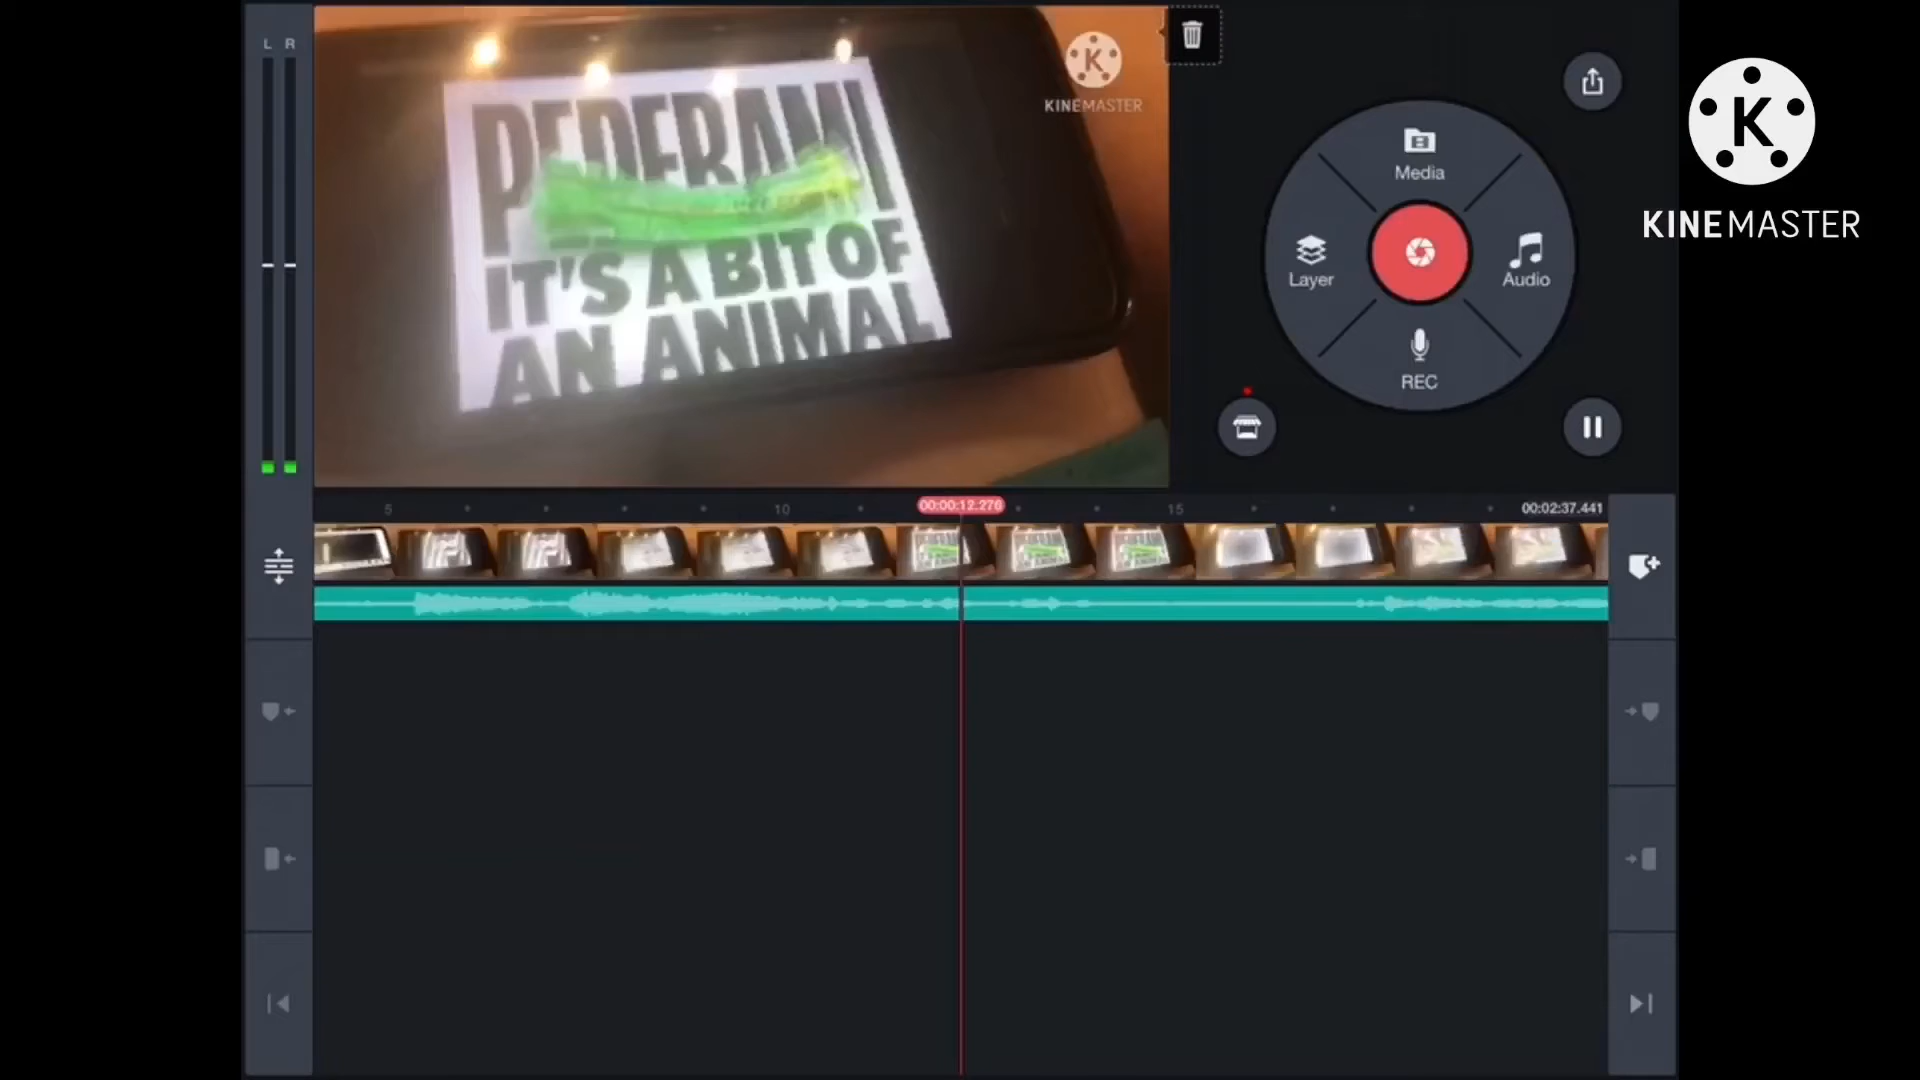 L R
PEPERAMI
IT'S A BIT OF
AN ANIMAL
KINEMASTER
Media
Layer
Audio
REC
KINEMASTER
5
10
00:00:12.276
15
00:02:37.441